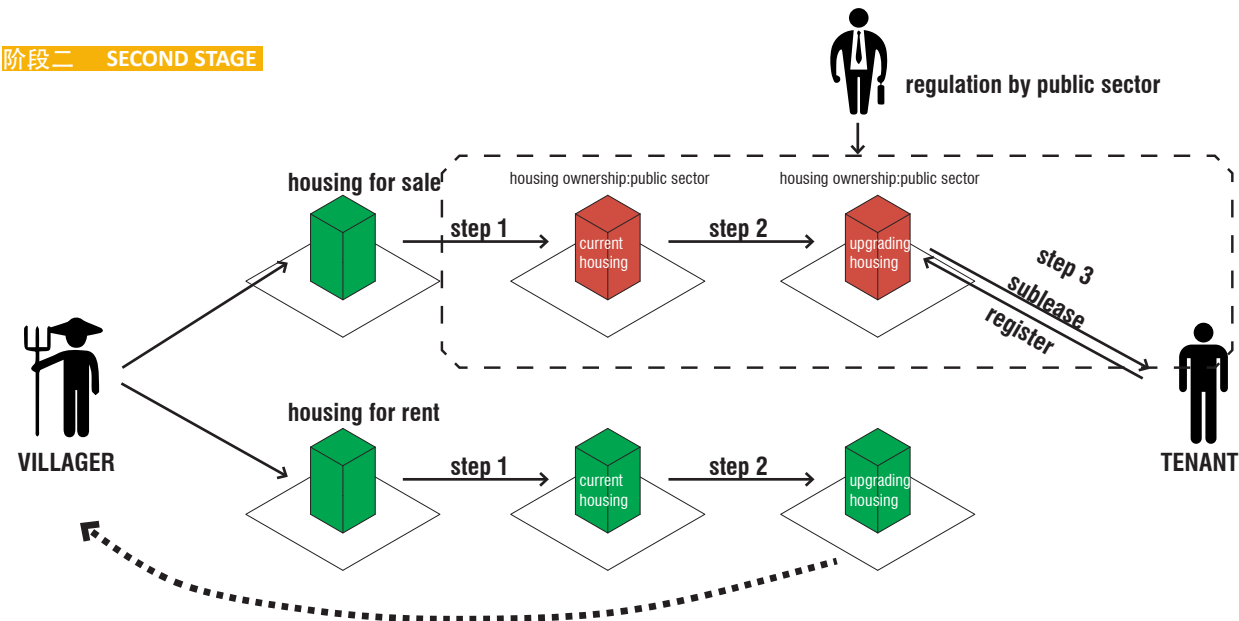 阶段二 SECOND STAGE
regulation by public sector
housing for sale
housing ownership:public sector
housing ownership:public sector
step 1
current
housing
step 2
upgrading
housing
step 3
sublease
register
housing for rent
VILLAGER
step 1
current
housing
step 2
upgrading
housing
TENANT